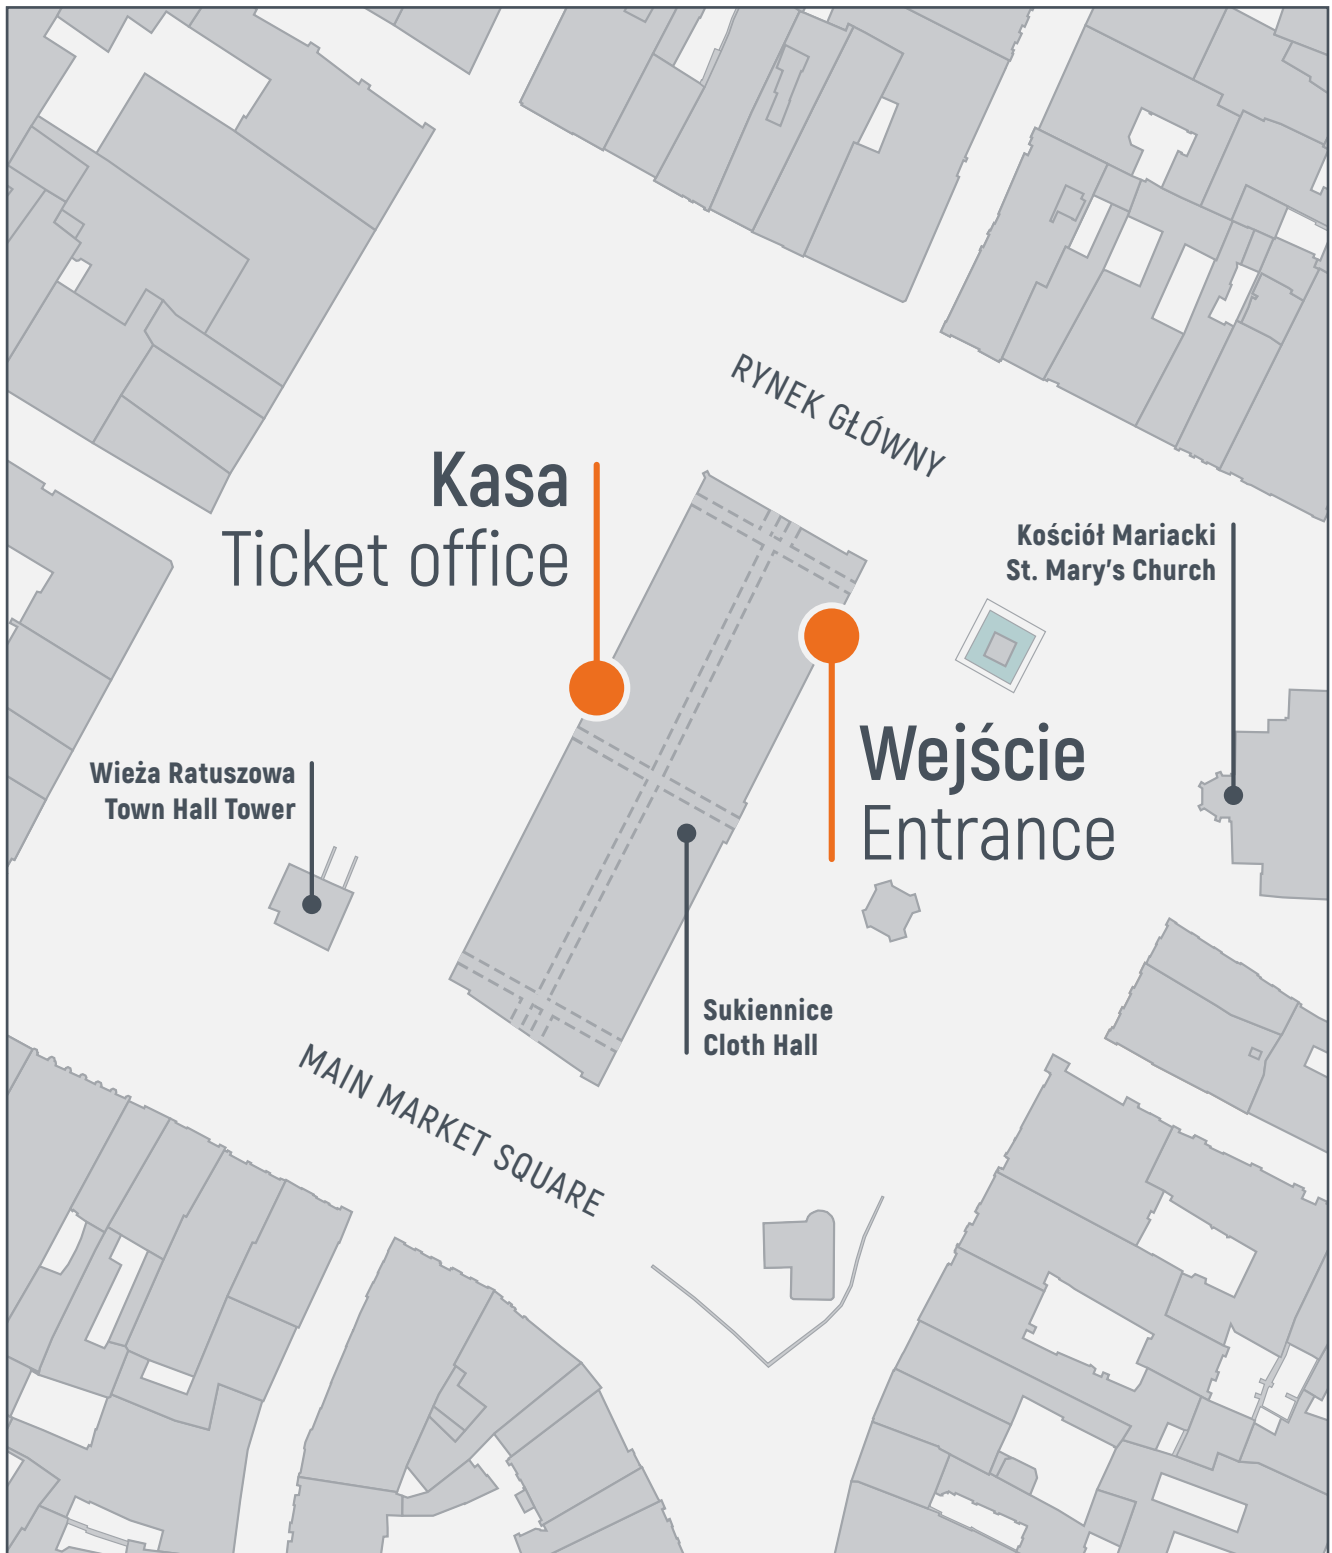 RYNEK GŁÓWNY
Kasa
Ticket office
Kościół Mariacki
St. Mary's Church
Wejście
Entrance
Wieża Ratuszowa
Town Hall Tower
Sukiennice
Cloth Hall
MAIN MARKET SQUARE